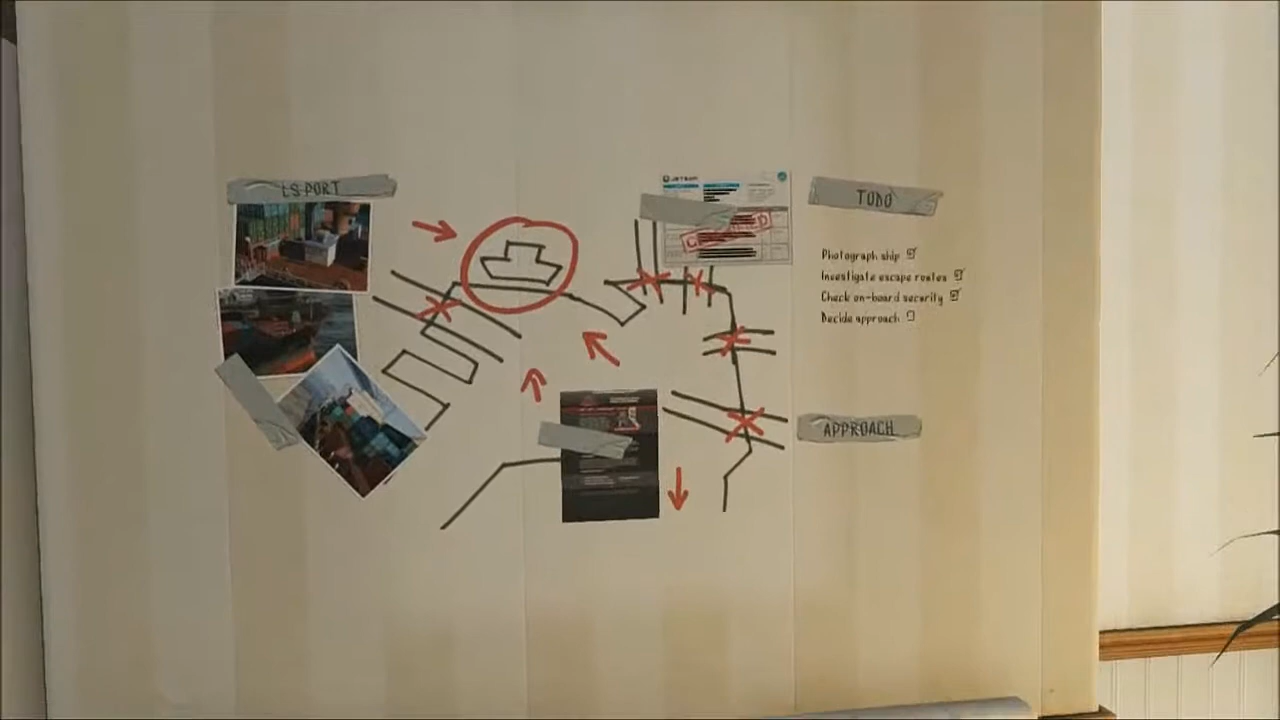 LS PORT
TODO
Photograph ship
Investigate escape routes
Check on-board security
Decide approach
APPROACH